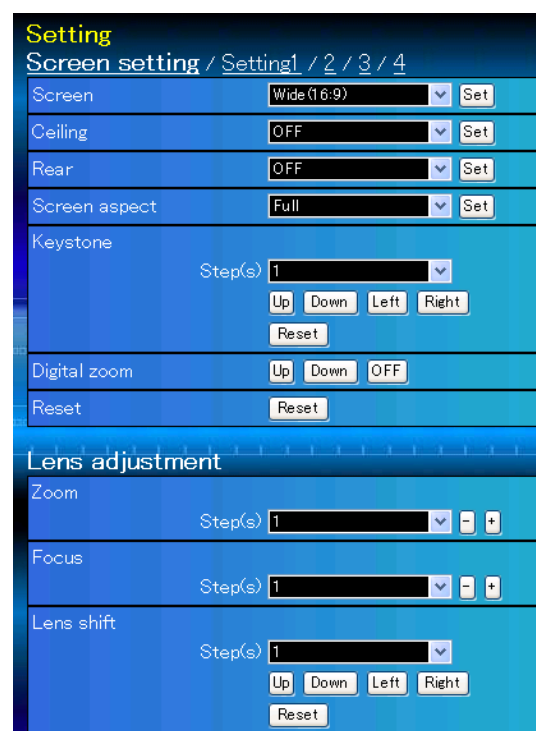 Setting
Screen setting / Setting1 / 2 / 3 / 4
Screen Wide(16:9) Set
Ceiling OFF Set
Rear OFF Set
Screen aspect Full Set
Keystone
Step(s) 1
Up Down Left Right
Reset
Digital zoom Up Down OFF
Reset Reset
Lens adjustment
Zoom
Step(s) 1 - +
Focus
Step(s) 1 - +
Lens shift
Step(s) 1
Up Down Left Right
Reset